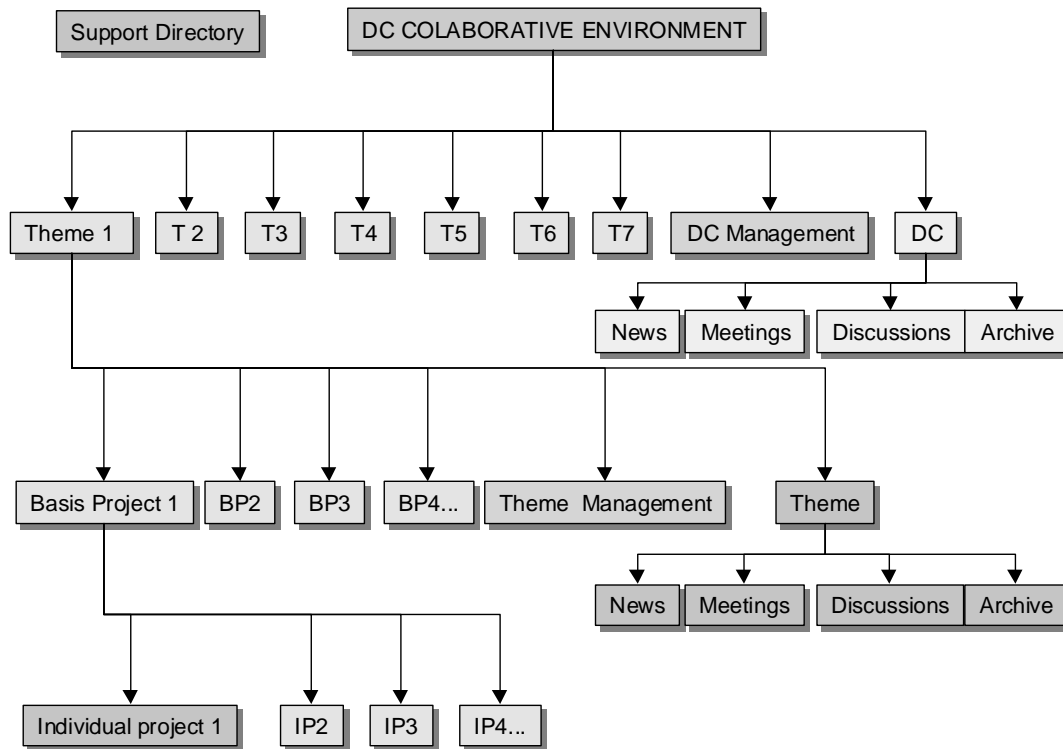 Support Directory
DC COLABORATIVE ENVIRONMENT
Theme 1
T 2
T3
T4
T5
T6
T7
DC Management
DC
News
Meetings
Discussions
Archive
Basis Project 1
BP2
BP3
BP4...
Theme Management
Theme
News
Meetings
Discussions
Archive
Individual project 1
IP2
IP3
IP4...